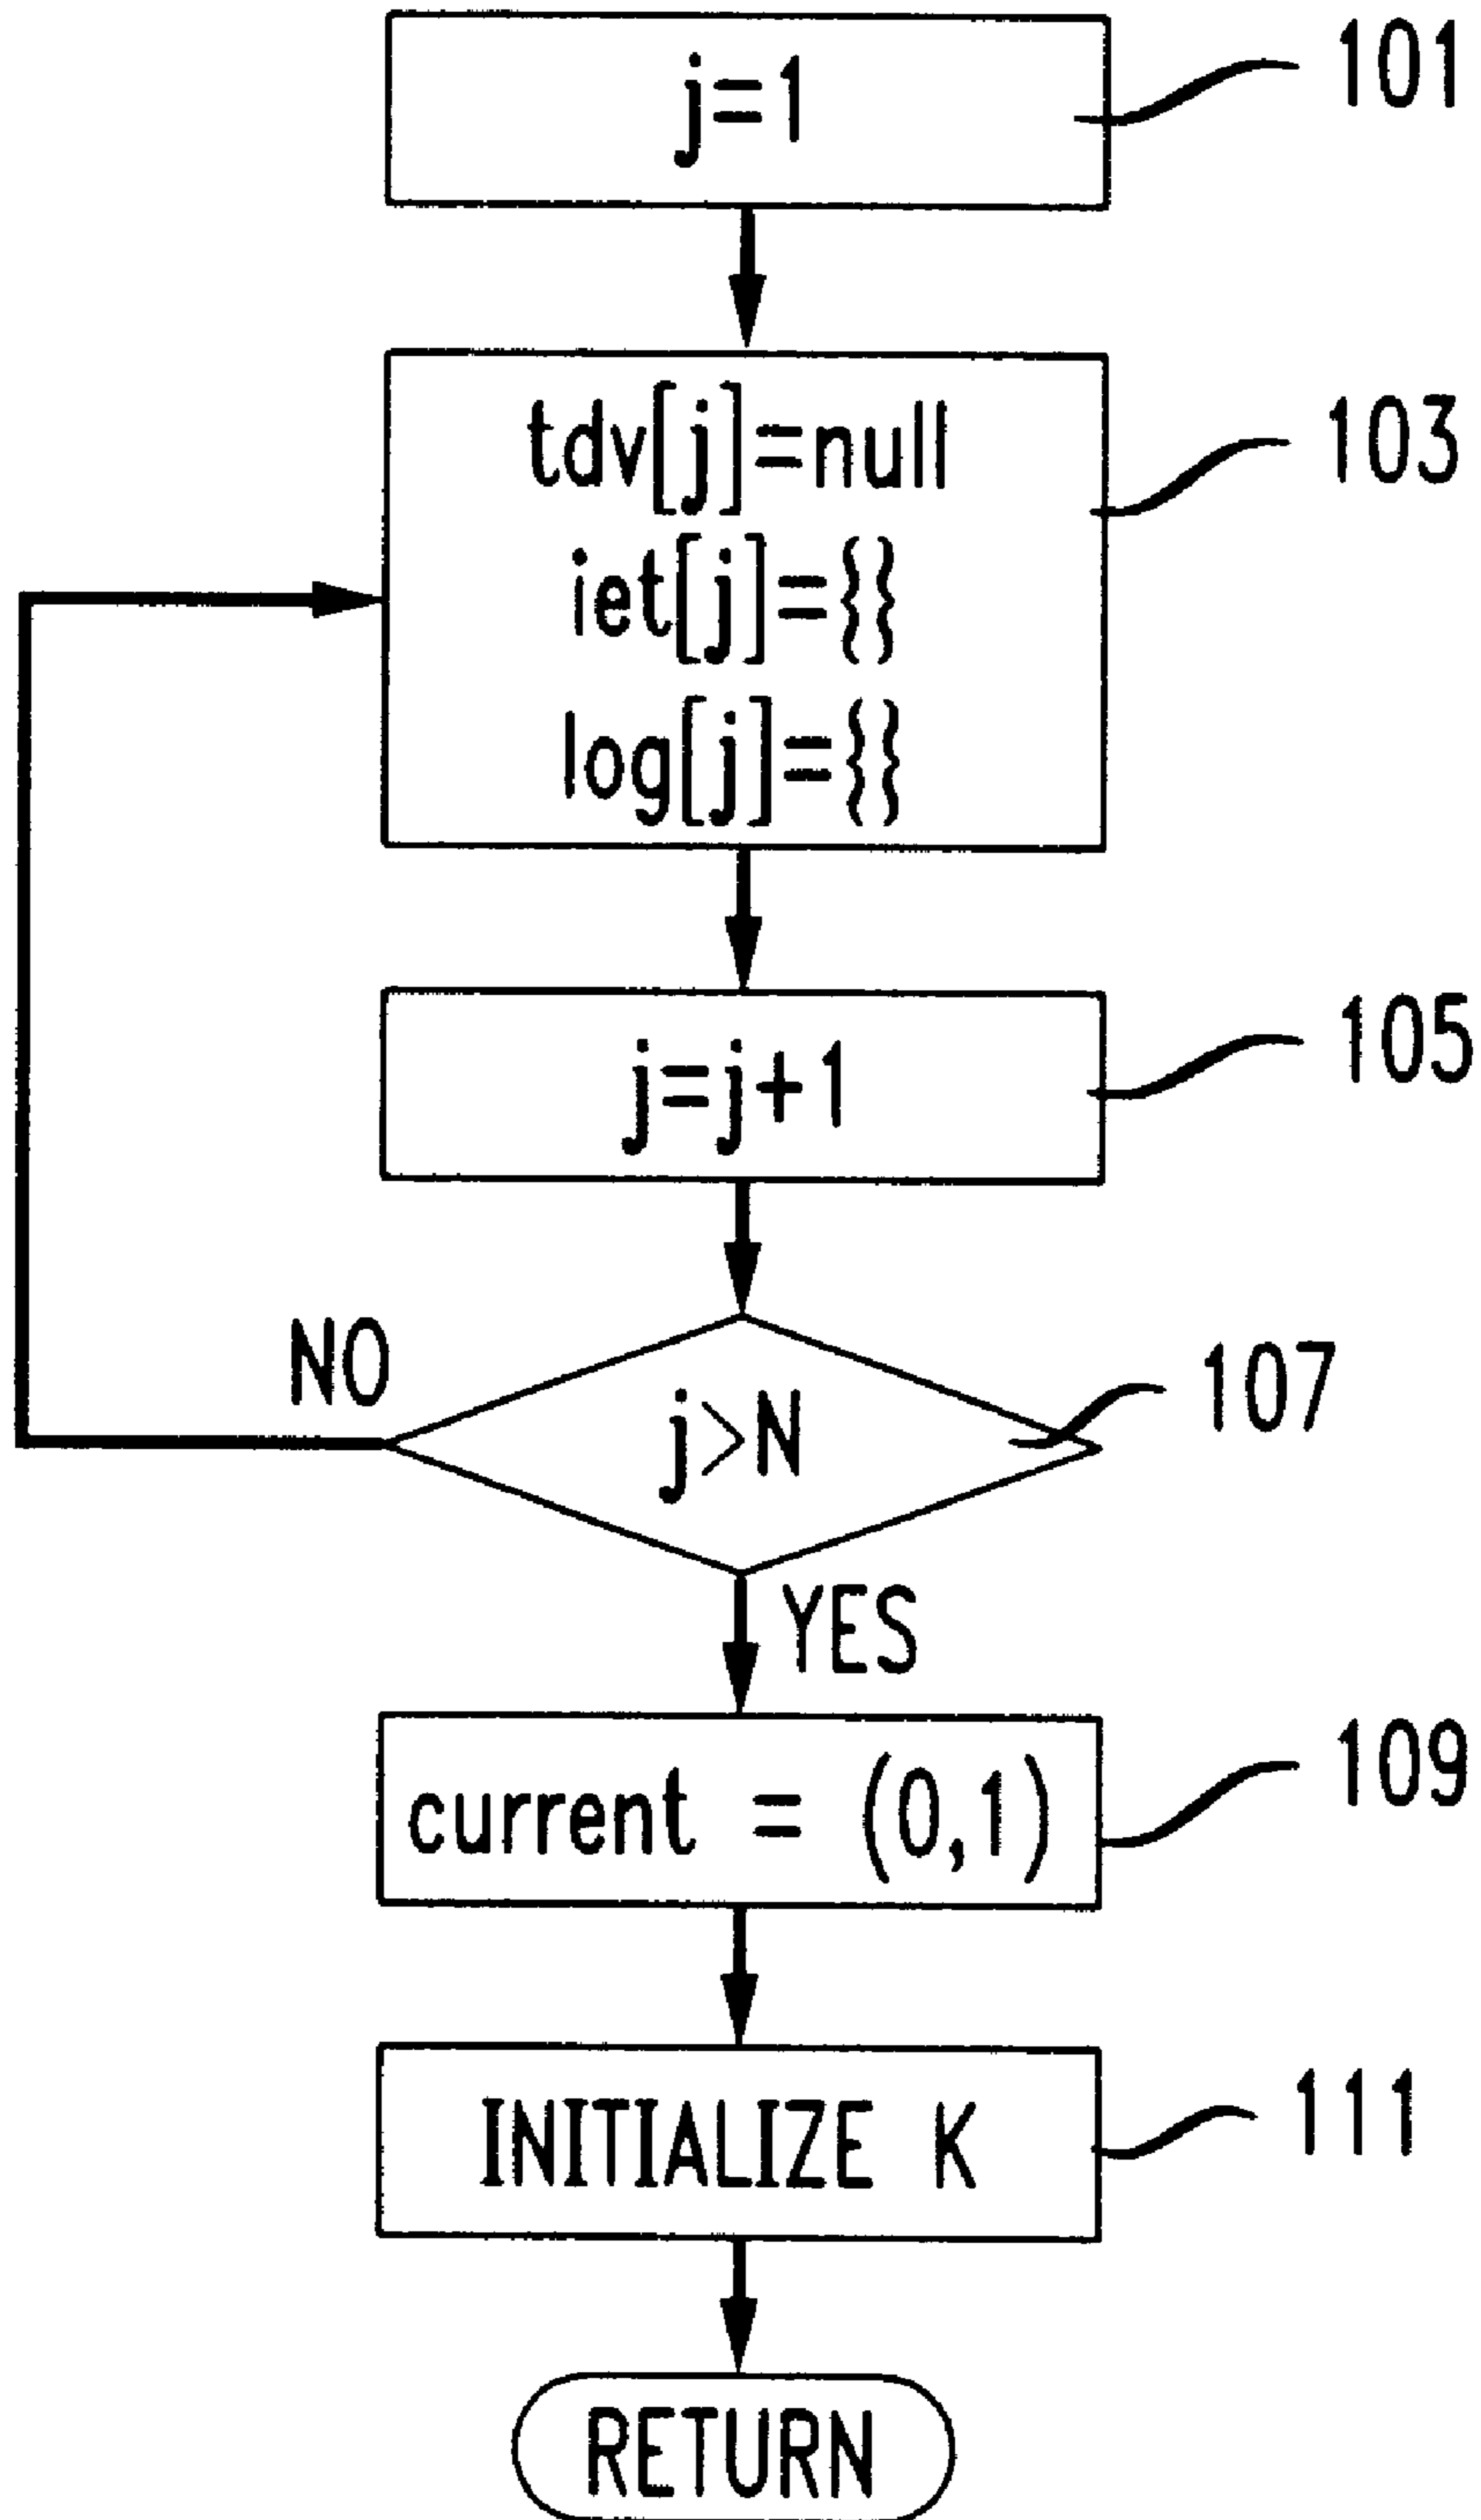 j=1
101
tdv[j]=null
iet[j]={}
log[j]={}
103
j=j+1
105
NO
j>N
107
YES
current = (0,1)
109
INITIALIZE K
111
RETURN